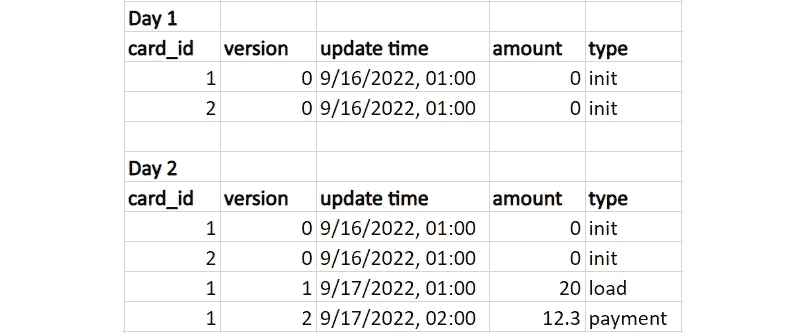 Day 1
card_id version update time amount type
1 0 9/16/2022, 01:00 0 init
2 0 9/16/2022, 01:00 0 init
Day 2
card_id version update time amount type
1 0 9/16/2022, 01:00 0 init
2 0 9/16/2022, 01:00 0 init
1 1 9/17/2022, 01:00 20 load
1 2 9/17/2022, 02:00 12.3 payment